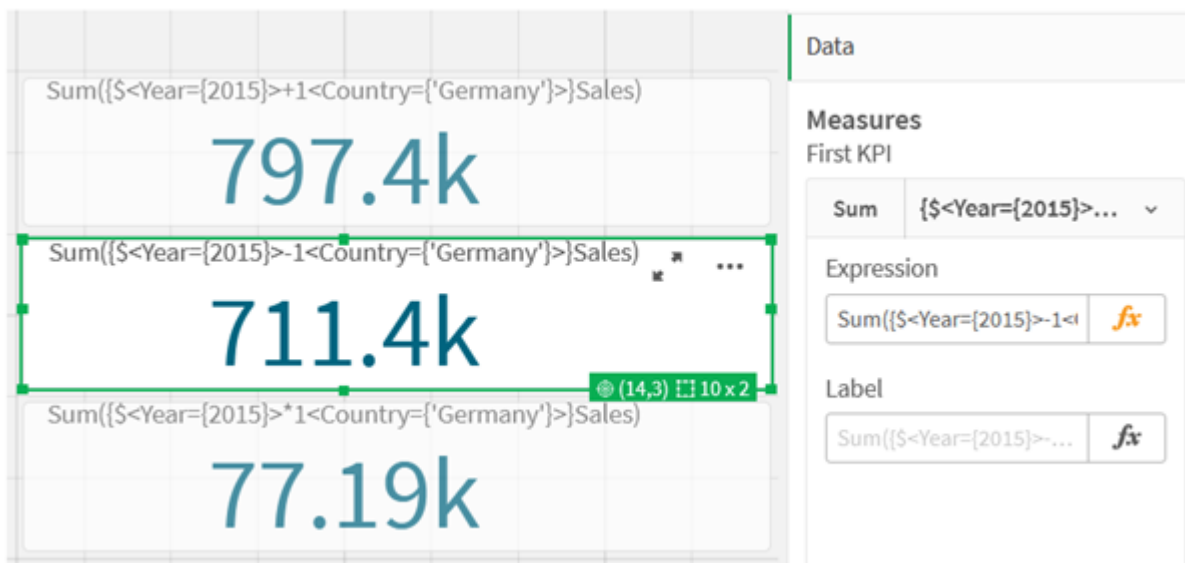 Sum({$<Year={2015}>+1<Country={'Germany'}>}Sales)
797.4k
Sum({$<Year={2015}>-1<Country={'Germany'}>}Sales)
711.4k
(14,3) 10 x 2
Sum({$<Year={2015}>*1<Country={'Germany'}>}Sales)
77.19k
Data
Measures
First KPI
Sum {$<Year={2015}>...
Expression
Sum({$<Year={2015}>-1<( fx
Label
Sum({$<Year={2015}>-... fx